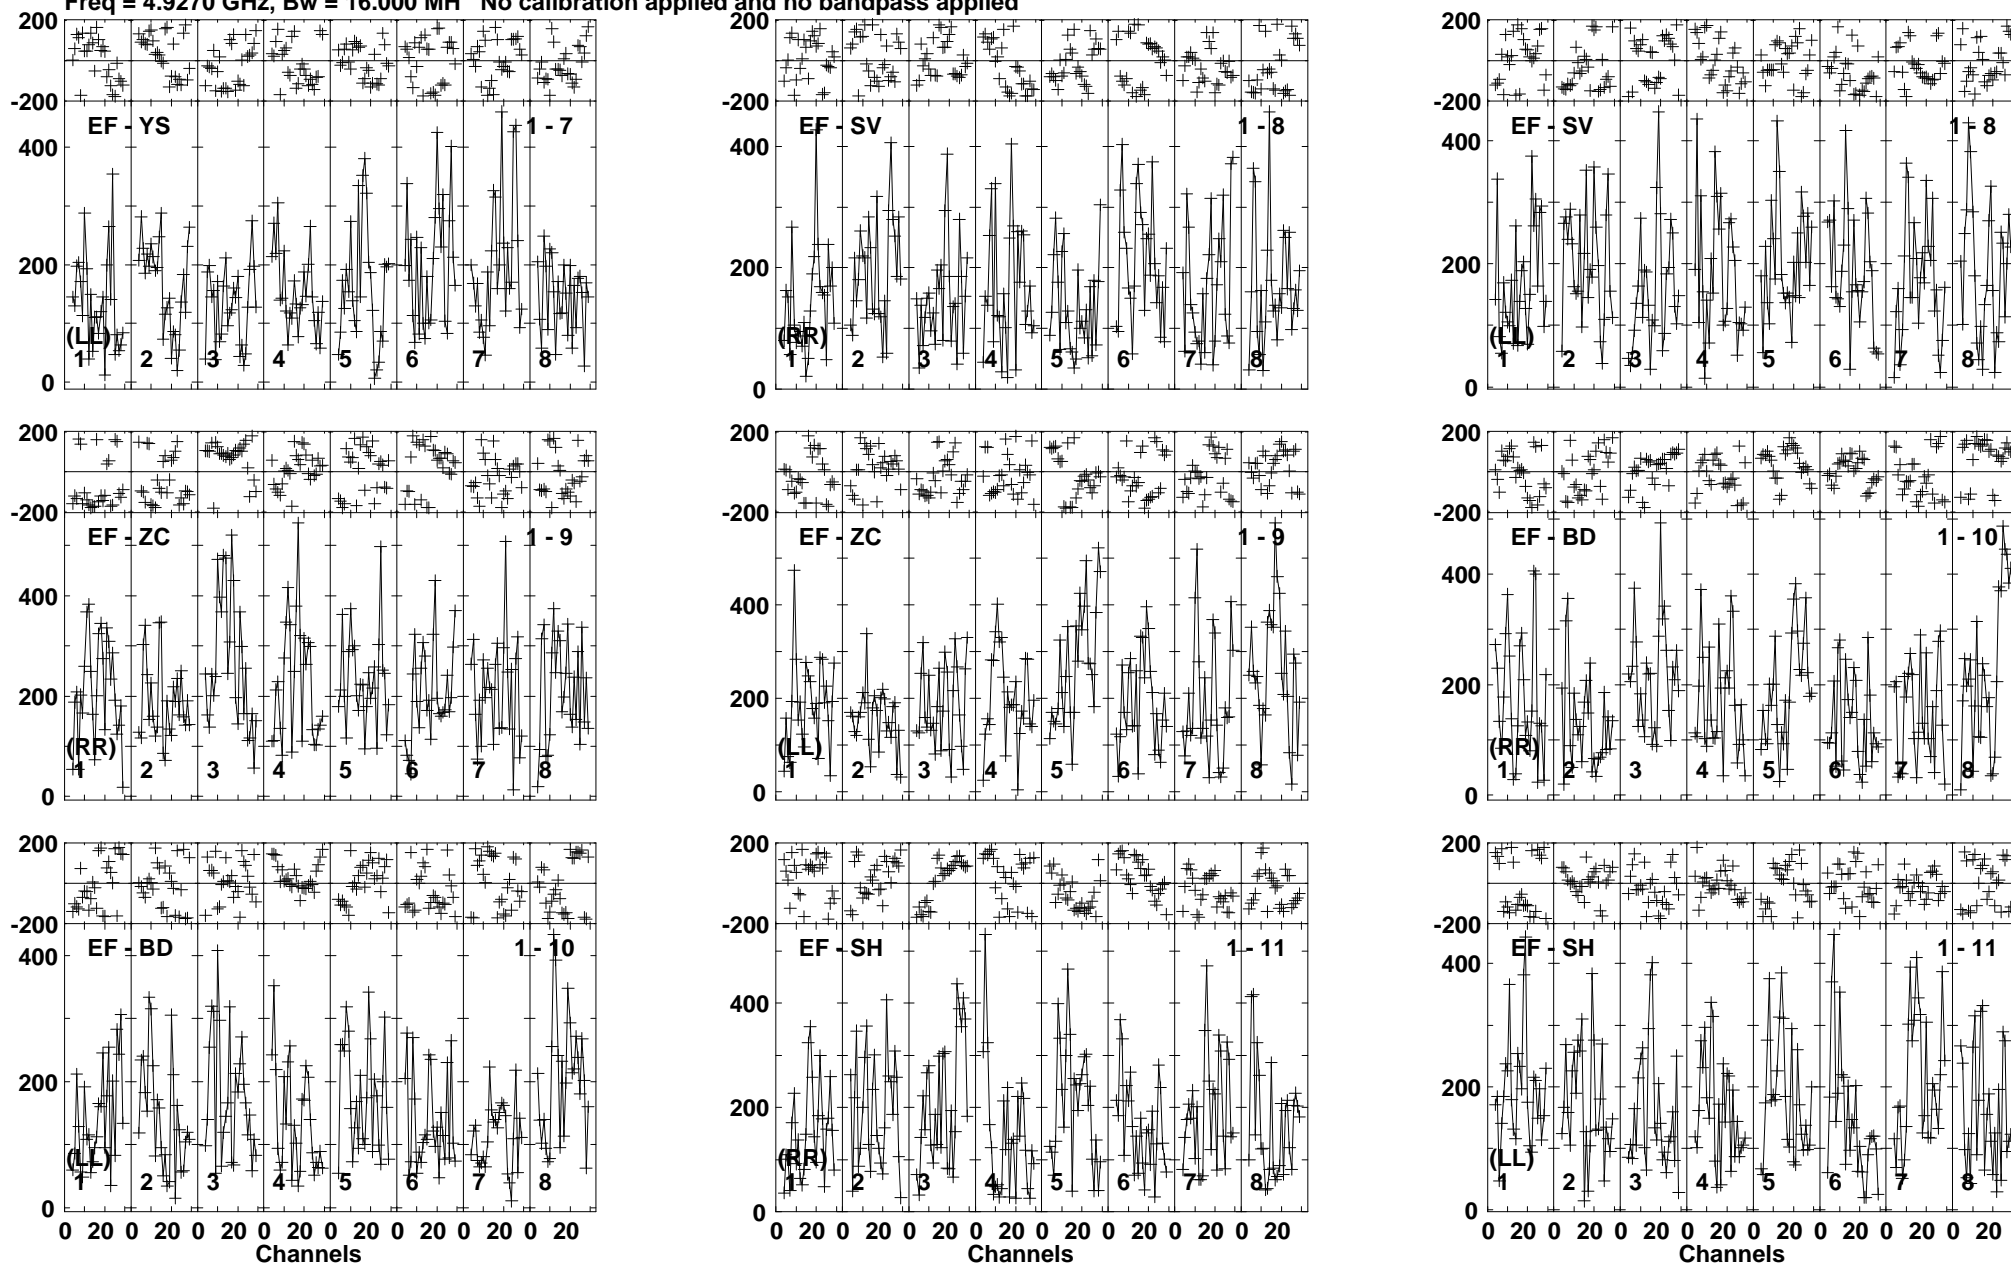 Freq = 4.9270 GHz, Bw = 16.000 MH No calibration applied and no bandpass applied
200 200 200
-200 -200 -200
EF - YS 1 - 7 EF - SV 1 - 8 EF - SV 1 - 8
400 400 400
200 200 200
(LL) (RR) (LL)
1 2 3 4 5 6 7 8 1 2 3 4 5 6 7 8 1 2 3 4 5 6 7 8
0 0 0
200 200 200
-200 -200 -200
EF - ZC 1 - 9 EF - ZC 1 - 9 EF - BD 1 - 10
400 400 400
200 200 200
(RR) (LL) (RR)
1 2 3 4 5 6 7 8 1 2 3 4 5 6 7 8 1 2 3 4 5 6 7 8
0 0 0
200 200 200
-200 -200 -200
EF - BD 1 - 10 EF - SH 1 - 11 EF - SH 1 - 11
400 400 400
200 200 200
(LL) (RR) (LL)
1 2 3 4 5 6 7 8 1 2 3 4 5 6 7 8 1 2 3 4 5 6 7 8
0 0 0
0 20 0 20 0 20 0 20 0 20 0 20 0 20 0 20 0 20 0 20 0 20 0 20 0 20 0 20 0 20 0 20 0 20 0 20 0 20 0 20 0 20 0 20 0 20 0 20
Channels Channels Channels